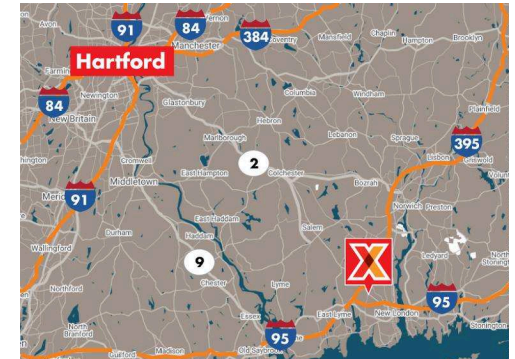 Avon
91
84
Vernon
384
Coventry
Mansfield
Chaplin
Hampton
Brooklyn
Manchester
Hartford
84
Newington
New Britain
Glastonbury
Columbia
Windham
Plainfield
Hebron
395
Marlborough
Lebanon
Sprague
Lisbon
Griswold
Cromwell
2
Colchester
Bozrah
Middletown
East Hampton
91
Norwich
Preston
East Haddam
Durham
Haddam
Salem
Wallingford
9
Ledyard
North
Stonington
X
Northford
Chester
Lyme
95
North
Branford
Essex
East Lyme
New London
Stonington
95
Guilford
Madison
Old Saybrook